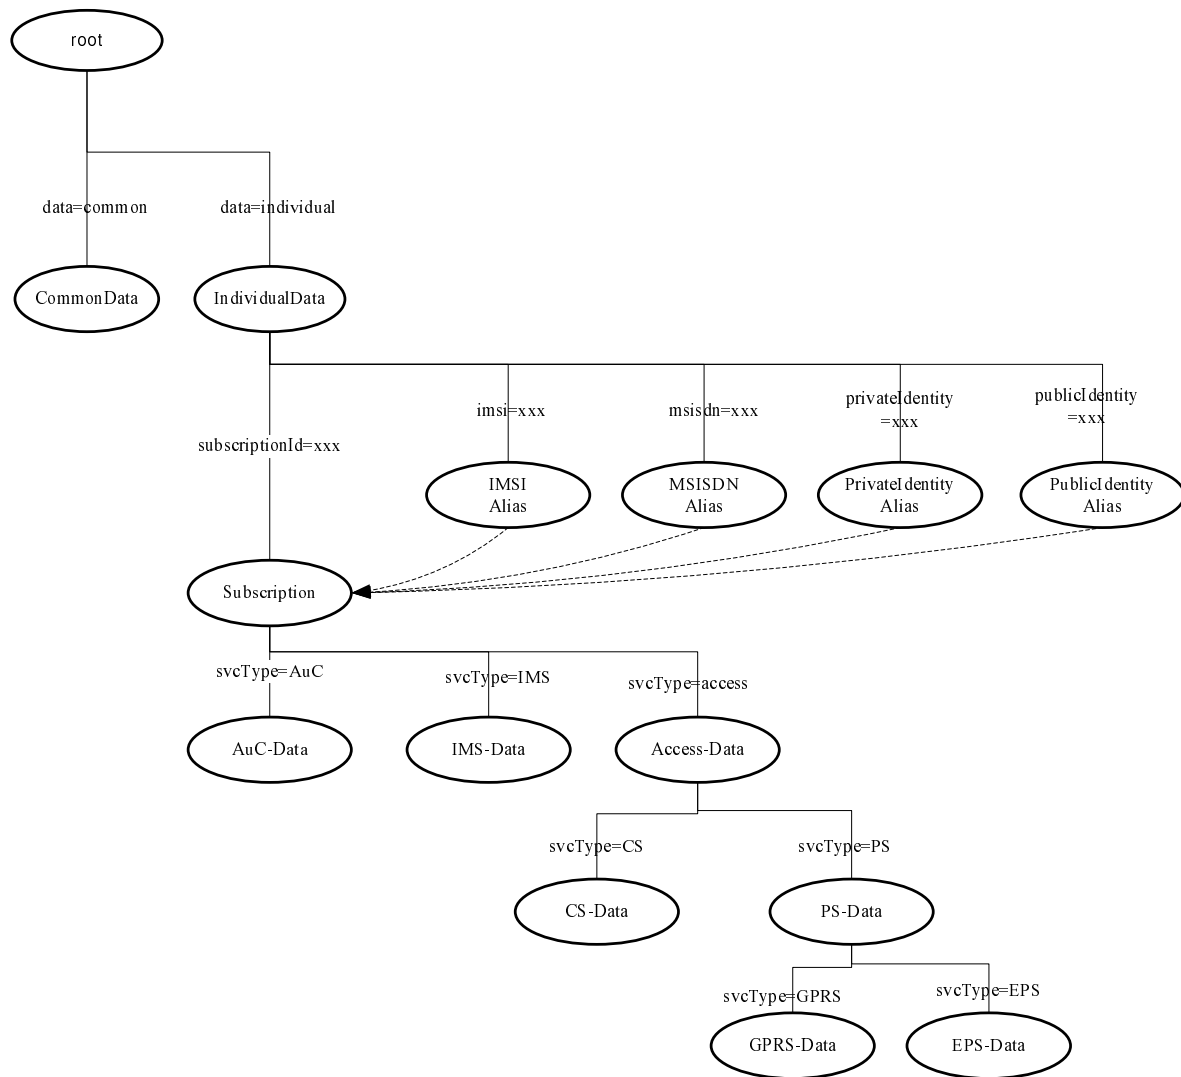 root
data=common
data=individual
CommonData
IndividualData
imsi=xxx
msisdn=xxx
privateIdentity
=xxx
publicIdentity
=xxx
subscriptionId=xxx
IMSI
Alias
MSISDN
Alias
PrivateIdentity
Alias
PublicIdentity
Alias
Subscription
svcType=AuC
svcType=IMS
svcType=access
AuC-Data
IMS-Data
Access-Data
svcType=CS
svcType=PS
CS-Data
PS-Data
svcType=GPRS
svcType=EPS
GPRS-Data
EPS-Data